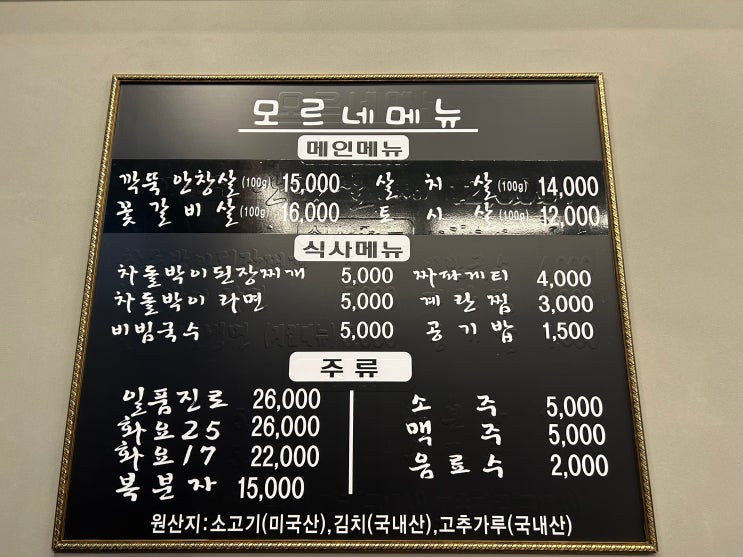 모르네메뉴
메인메뉴
깍뚝 안창살(100g) 15,000 살치살(100g) 14,000
꽃갈비살(100g) 16,000 토시살(100g) 12,000
식사메뉴
차돌박이된장찌개 5,000 짜파게티 4,000
차돌박이 라면 5,000 계란찜 3,000
비빔국수 5,000 공기밥 1,500
주류
일품진로 26,000 소주 5,000
화요25 26,000 맥주 5,000
화요17 22,000 음료수 2,000
복분자 15,000
원산지:소고기(미국산),김치(국내산),고추가루(국내산)